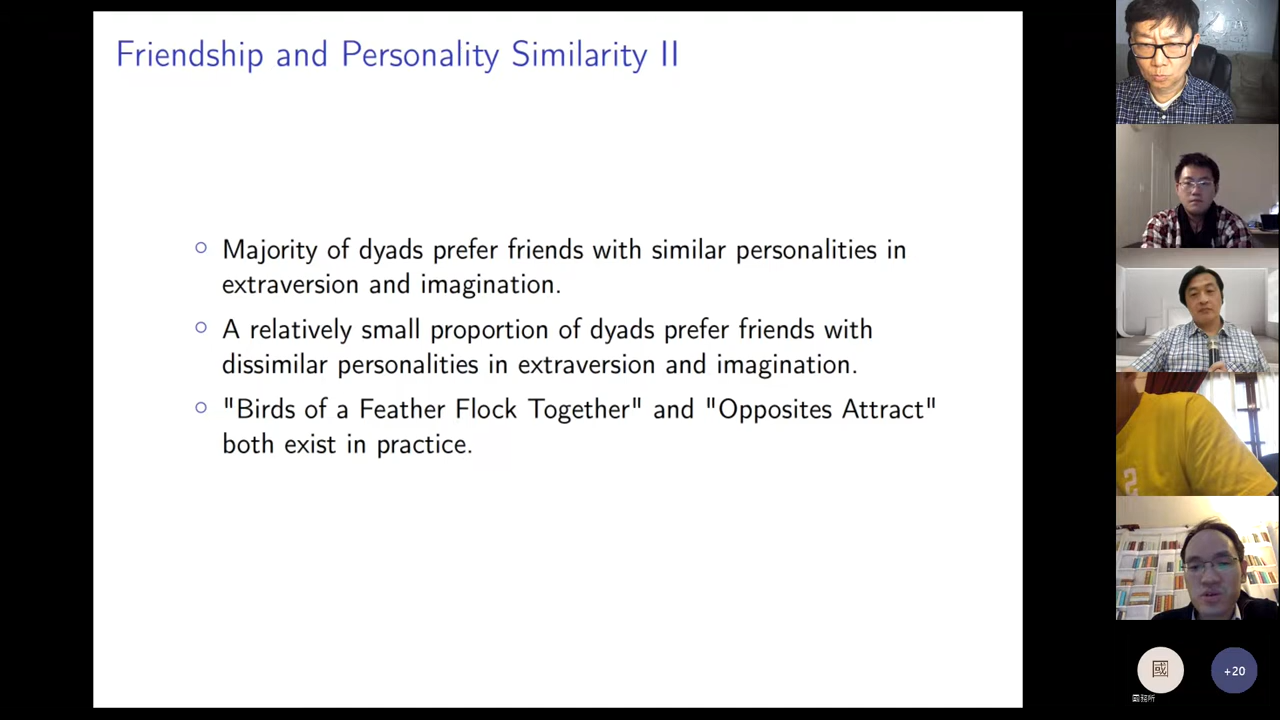 Friendship and Personality Similarity II
Majority of dyads prefer friends with similar personalities in
extraversion and imagination.
A relatively small proportion of dyads prefer friends with
dissimilar personalities in extraversion and imagination.
"Birds of a Feather Flock Together" and "Opposites Attract"
both exist in practice.
國
+20